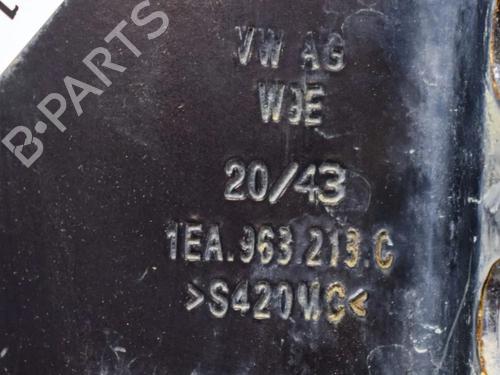 B-PARTS
VW AG
WJE
20/43
1EA.963.213.C
>S420MC<